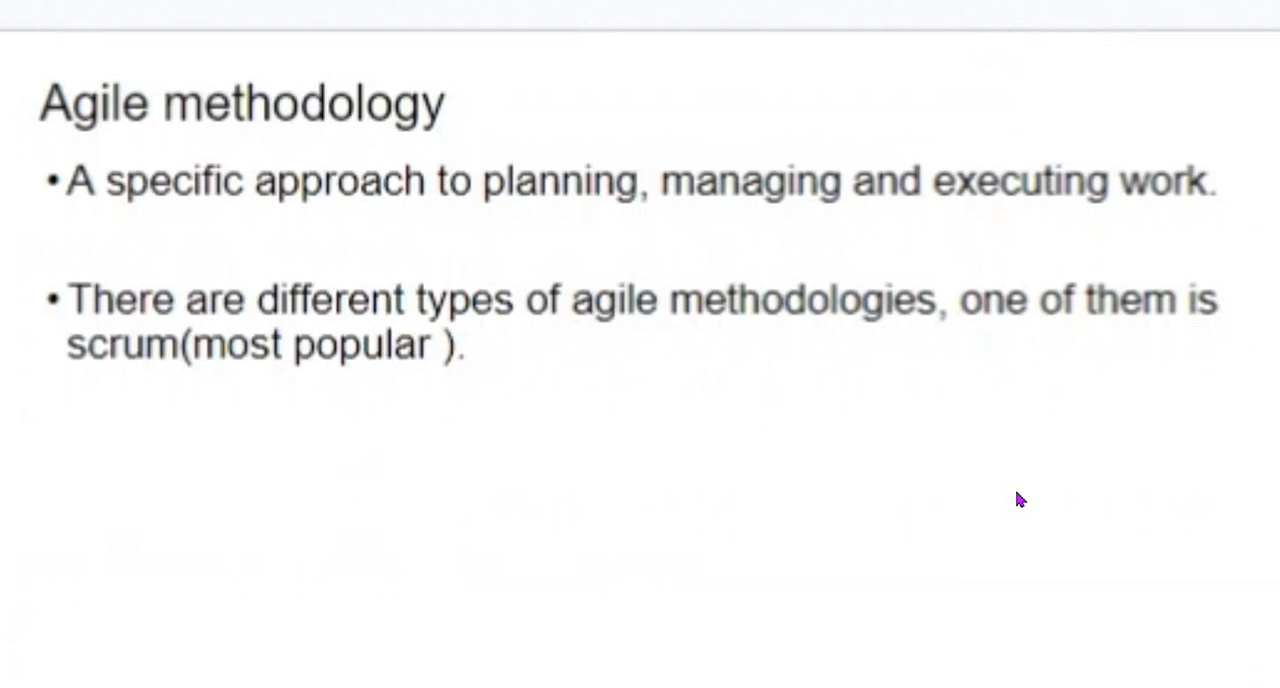 Agile methodology
•A specific approach to planning, managing and executing work.
•There are different types of agile methodologies, one of them is
scrum(most popular ).